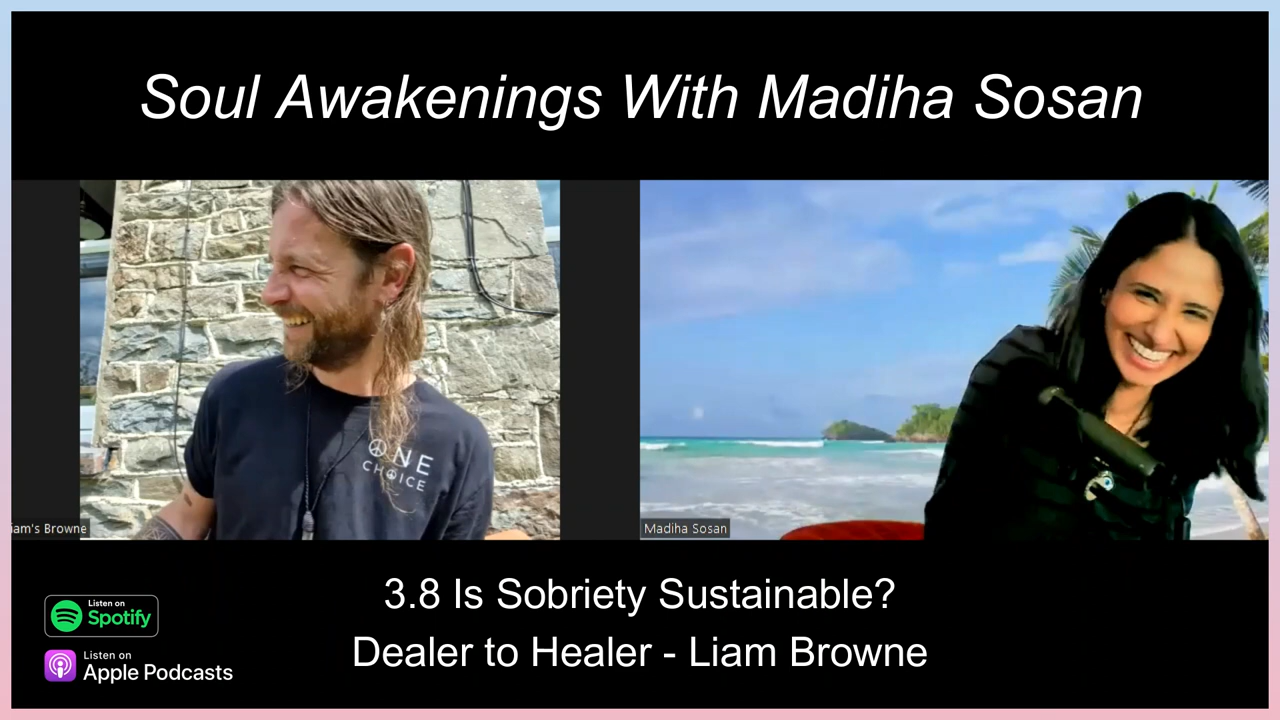 Soul Awakenings With Madiha Sosan
ONE
CHOICE
iam's Browne
Madiha Sosan
3.8 Is Sobriety Sustainable?
Dealer to Healer - Liam Browne
Listen on
Spotify
Listen on
Apple Podcasts